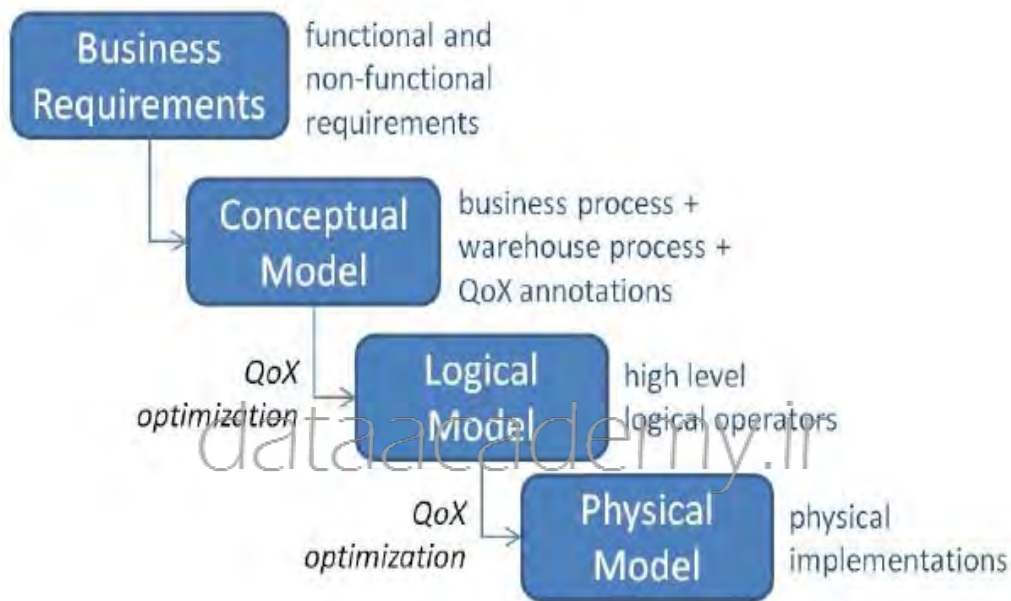 Business
Requirements
functional and
non-functional
requirements
Conceptual
Model
business process +
warehouse process +
QoX annotations
QoX
optimization
Logical
Model
high level
logical operators
dataacademy.ir
QoX
optimization
Physical
Model
physical
implementations